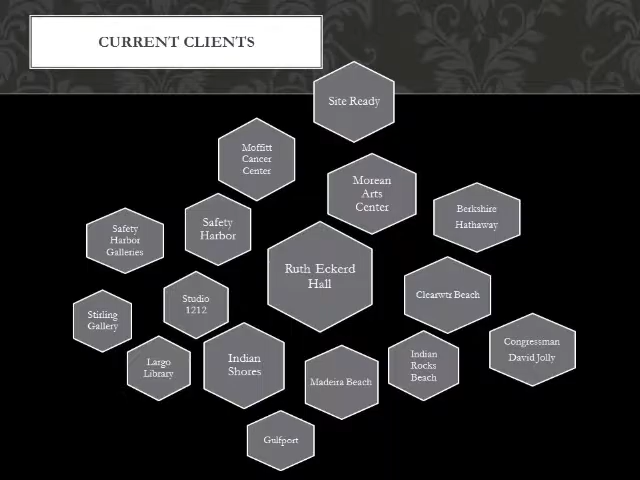 CURRENT CLIENTS
Site Ready
Moffitt
Cancer
Center
Morean
Arts
Center
Berkshire
Hathaway
Safety
Harbor
Galleries
Safety
Harbor
Ruth Eckerd
Hall
Clearwtr Beach
Studio
1212
Stirling
Gallery
Congressman
David Jolly
Largo
Library
Indian
Shores
Madeira Beach
Indian
Rocks
Beach
Gulfport